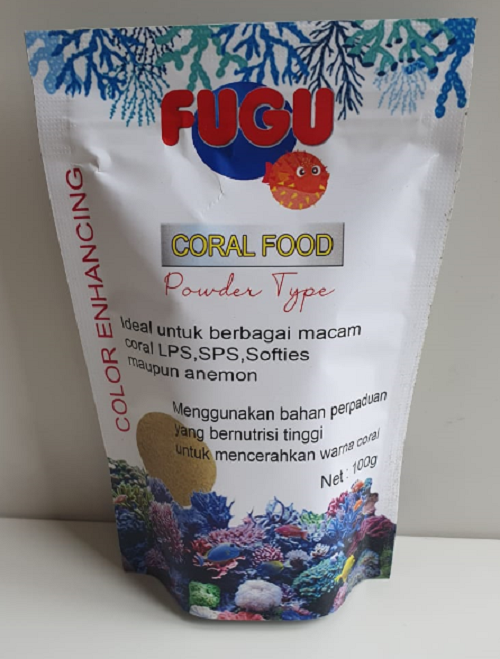 FUGU
CORAL FOOD
Powder Type
COLOR ENHANCING
Ideal untuk berbagai macam
coral LPS,SPS,Softies
maupun anemon
Menggunakan bahan perpaduan
yang bernutrisi tinggi
untuk mencerahkan warna coral
Net : 100g